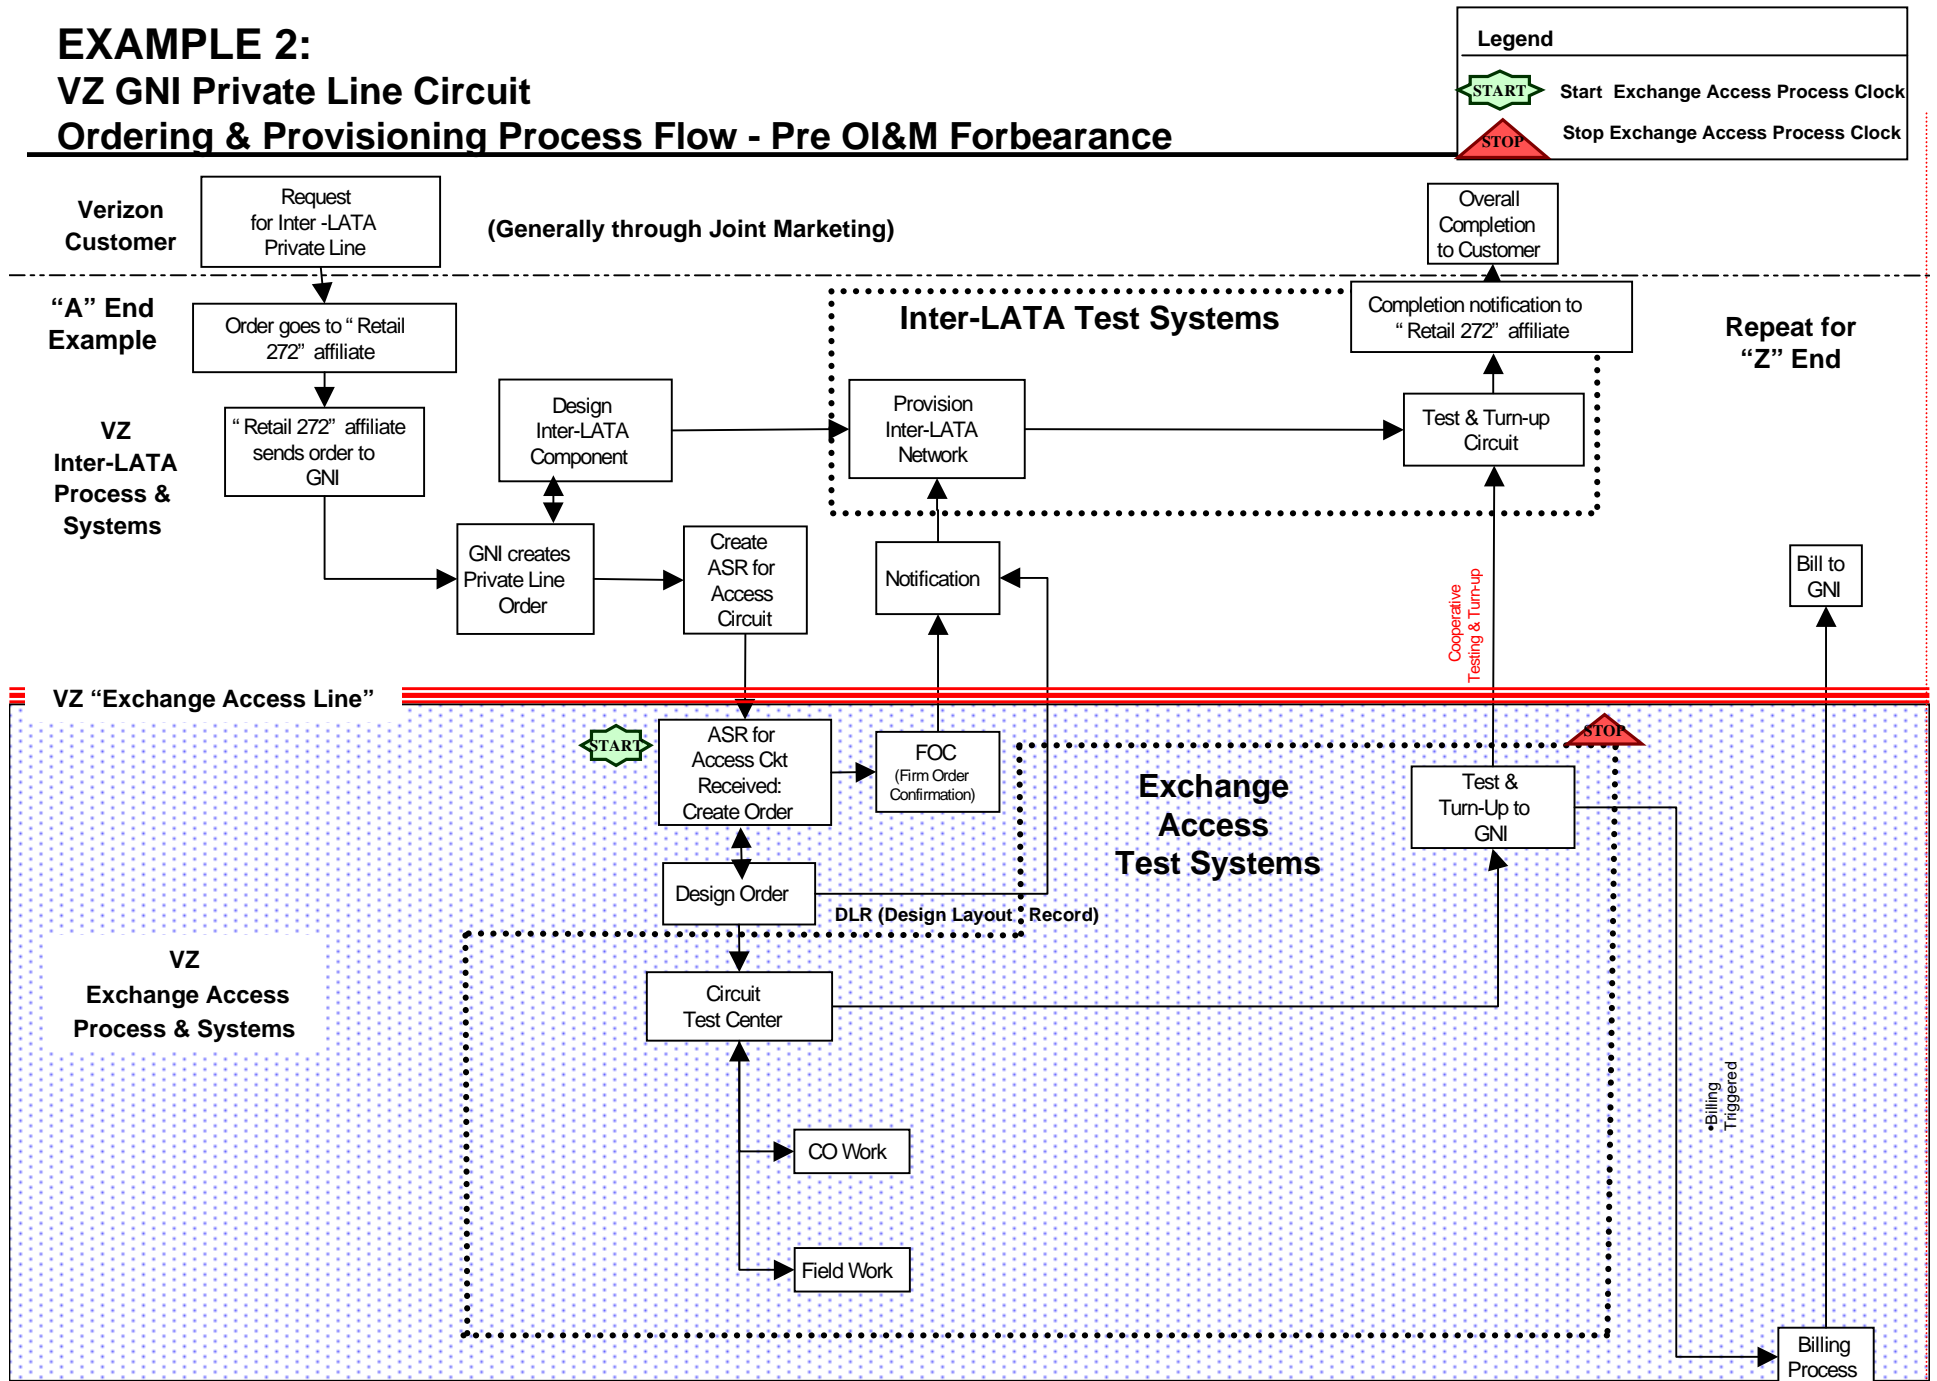 EXAMPLE 2:
VZ GNI Private Line Circuit
Ordering & Provisioning Process Flow - Pre OI&M Forbearance
Legend
START
Start Exchange Access Process Clock
STOP
Stop Exchange Access Process Clock
Verizon
Customer
Request
for Inter -LATA
Private Line
(Generally through Joint Marketing)
Overall
Completion
to Customer
“A” End
Example
Order goes to “ Retail
272” affiliate
Inter-LATA Test Systems
Completion notification to
“ Retail 272” affiliate
Repeat for
“Z” End
VZ
Inter-LATA
Process &
Systems
“ Retail 272” affiliate
sends order to
GNI
Design
Inter-LATA
Component
Provision
Inter-LATA
Network
Test & Turn-up
Circuit
GNI creates
Private Line
Order
Create
ASR for
Access
Circuit
Notification
Cooperative
Testing & Turn-up
Bill to
GNI
VZ “Exchange Access Line”
START
ASR for
Access Ckt
Received:
Create Order
FOC
(Firm Order
Confirmation)
Exchange
Access
Test Systems
STOP
Test &
Turn-Up to
GNI
Design Order
DLR (Design Layout Record)
VZ
Exchange Access
Process & Systems
Circuit
Test Center
•Billing
Triggered
CO Work
Field Work
Billing
Process